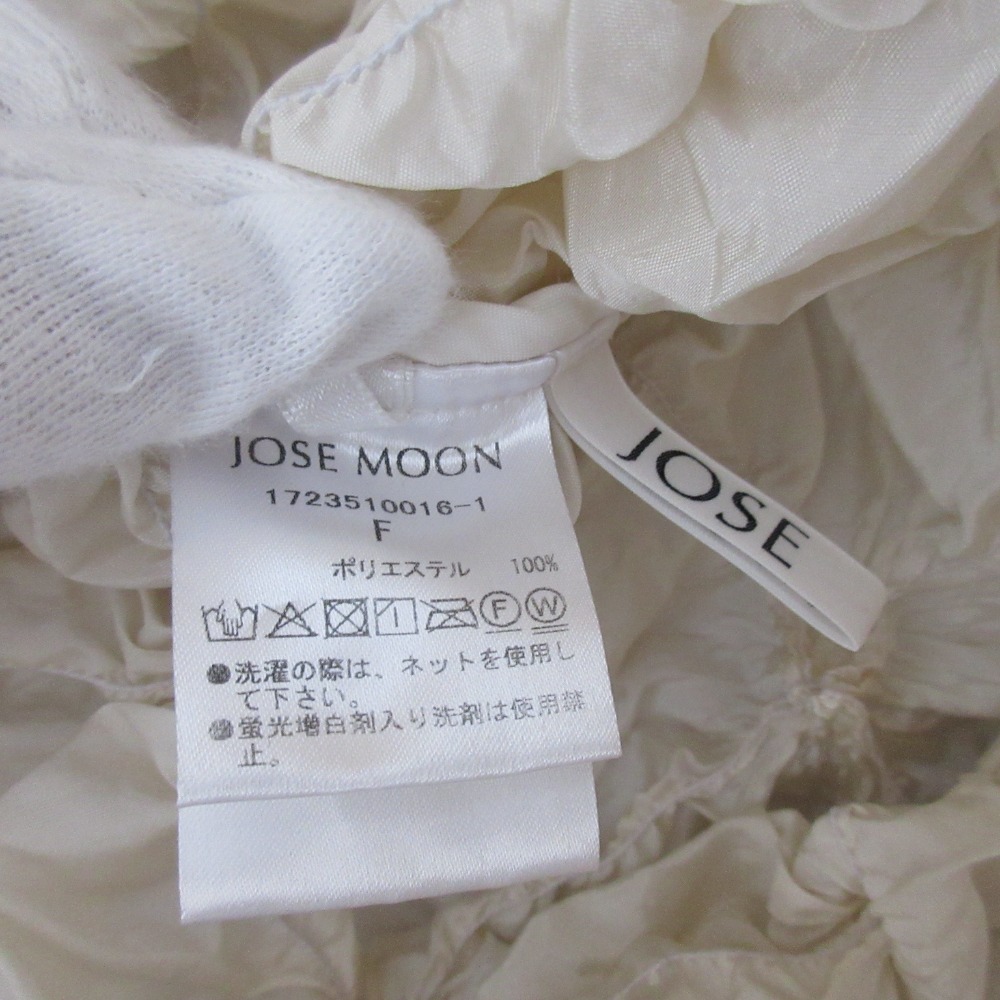 JOSE MOON
1723510016-1
F
ポリエステル 100%
F W
●洗濯の際は、ネットを使用し
て下さい。
●蛍光増白剤入り洗剤は使用禁
止。
JOSE